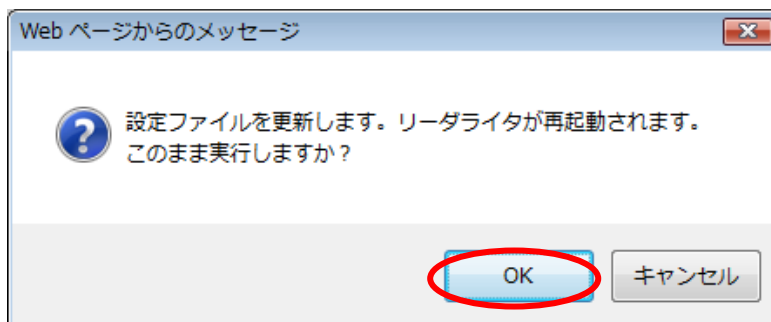 Web ページからのメッセージ
設定ファイルを更新します。リーダライタが再起動されます。
このまま実行しますか？
OK
キャンセル